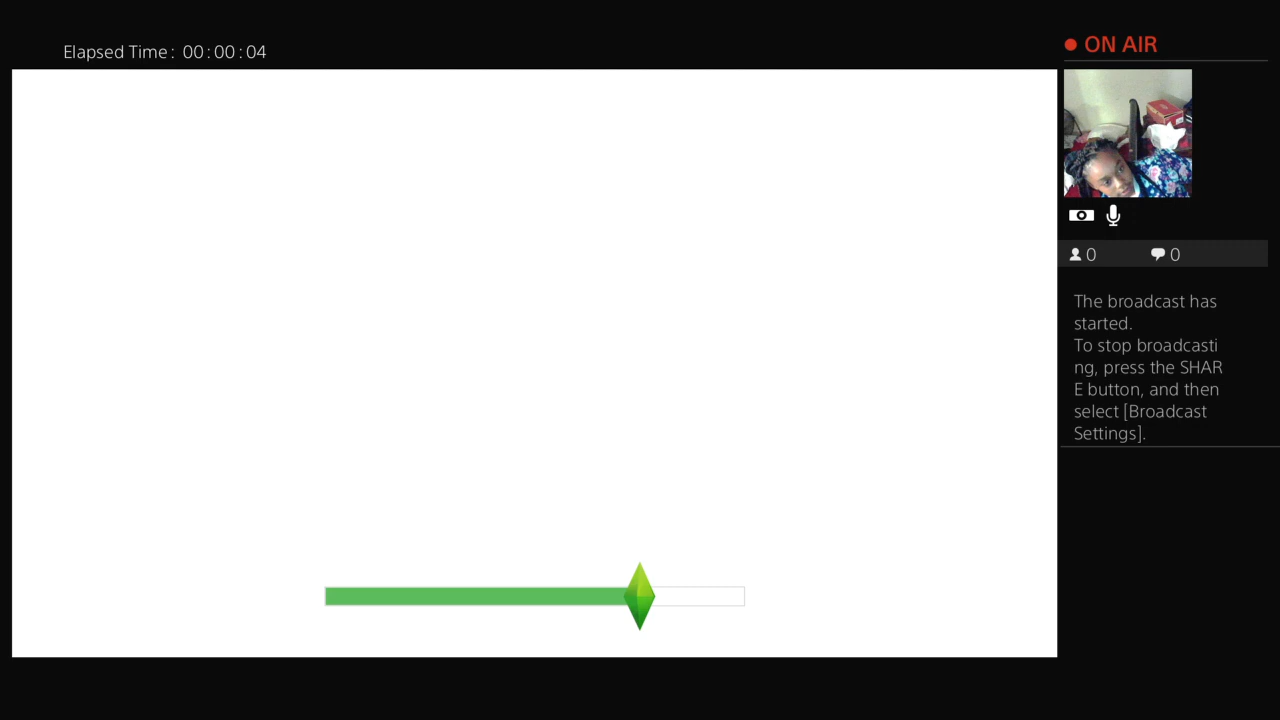 Elapsed Time: 00:00:04
ON AIR
0 0
The broadcast has
started.
To stop broadcasti
ng, press the SHAR
E button, and then
select [Broadcast
Settings].